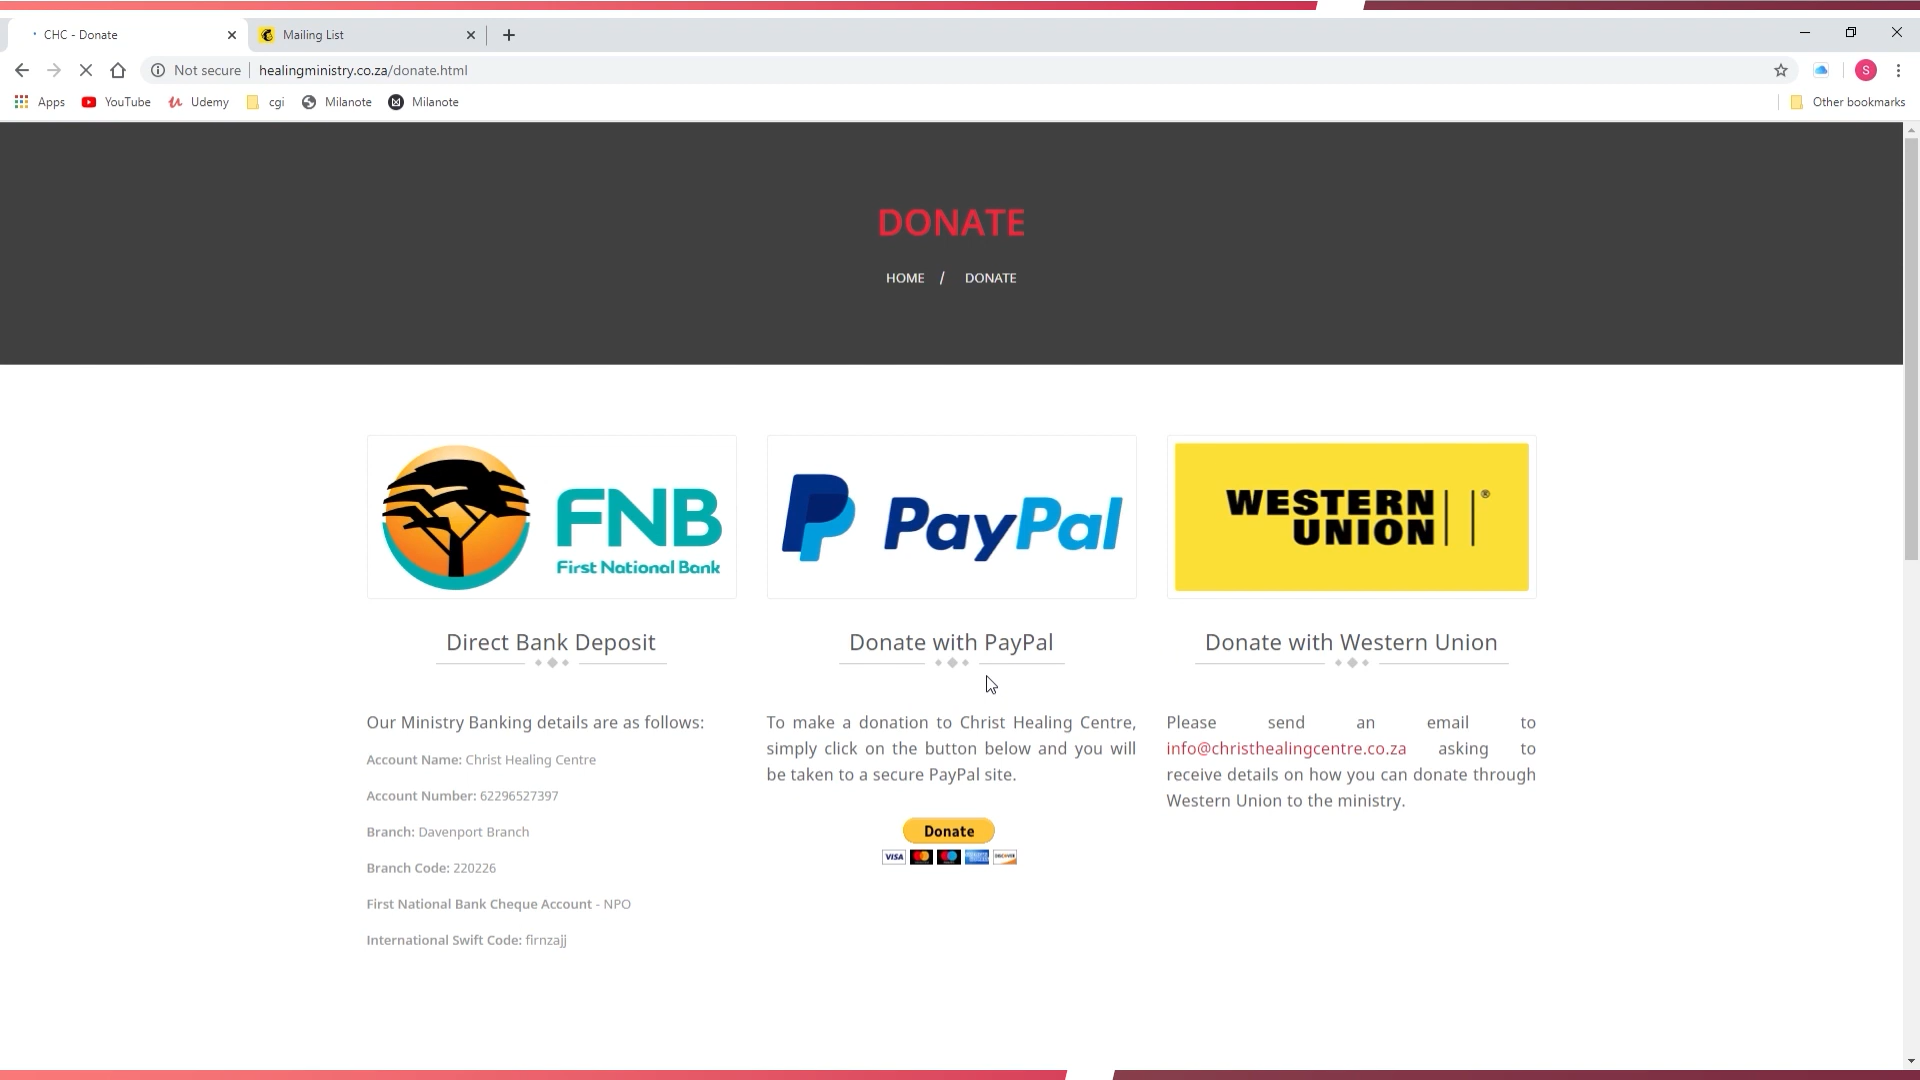 CHC - Donate
Mailing List
Not secure
healingministry.co.za/donate.html
S
Apps
YouTube
Udemy
cgi
Milanote
Milanote
Other bookmarks
DONATE
HOME / DONATE
FNB
First National Bank
PayPal
WESTERN
UNION ®
Direct Bank Deposit
Donate with PayPal
Donate with Western Union
Our Ministry Banking details are as follows:
Account Name: Christ Healing Centre
Account Number: 62296527397
Branch: Davenport Branch
Branch Code: 220226
First National Bank Cheque Account - NPO
International Swift Code: firnzajj
To make a donation to Christ Healing Centre,
simply click on the button below and you will
be taken to a secure PayPal site.
Donate
VISA
DISCOVER
Please send an email to
info@christhealingcentre.co.za asking to
receive details on how you can donate through
Western Union to the ministry.